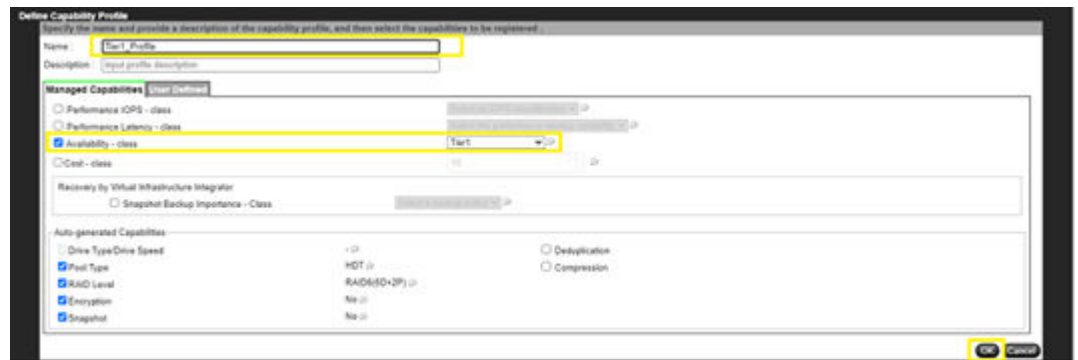 Define Capability Profile
Specify the name and provide a description of the capability profile, and then select the capabilities to be registered .
Name : Tier1_Profile
Description : Input profile description
Managed Capabilities User Defined
Performance IOPS - class
Performance Latency - class
Availability - class Tier1
Cost - class
Recovery by Virtual Infrastructure Integrator
Snapshot Backup Importance - Class
Auto-generated Capabilities
Drive Type/Drive Speed - Deduplication
Pool Type HDT Compression
RAID Level RAID6(6D+2P)
Encryption No
Snapshot No
OK Cancel